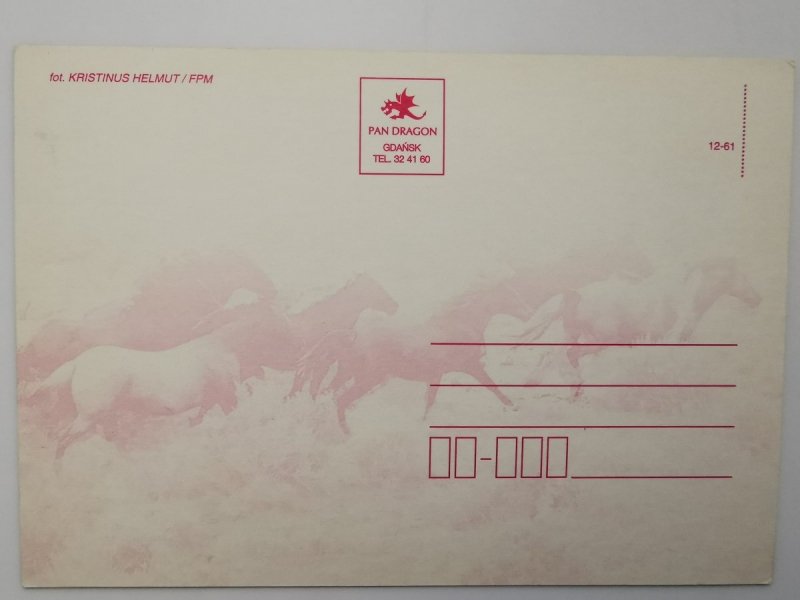 fot. KRISTINUS HELMUT / FPM
PAN DRAGON
GDAŃSK
TEL. 32 41 60
12-61